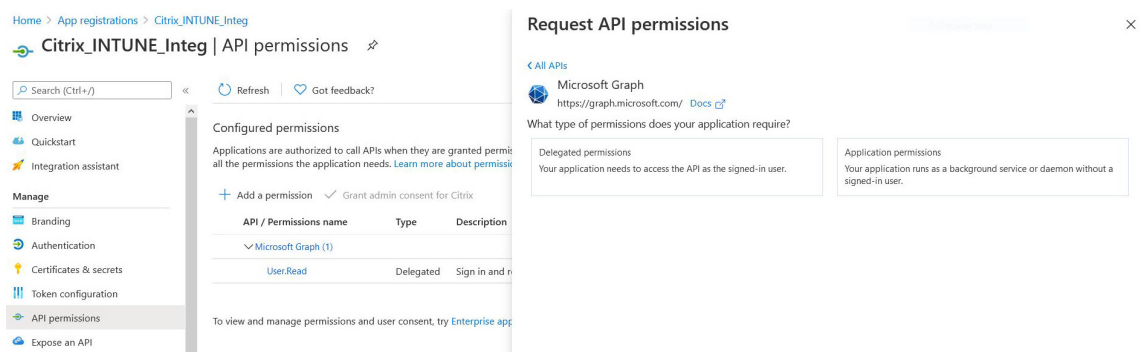 Home > App registrations > Citrix_INTUNE_Integ
Citrix_INTUNE_Integ | API permissions
Search (Ctrl+/)
«
Overview
Quickstart
Integration assistant
Manage
Branding
Authentication
Certificates & secrets
Token configuration
API permissions
Expose an API
Refresh
Got feedback?
Configured permissions
Applications are authorized to call APIs when they are granted permis
all the permissions the application needs. Learn more about permissio
Add a permission
Grant admin consent for Citrix
API / Permissions name Type Description
Microsoft Graph (1)
User.Read Delegated Sign in and r
To view and manage permissions and user consent, try Enterprise app
Request API permissions
All APIs
Microsoft Graph
https://graph.microsoft.com/ Docs
What type of permissions does your application require?
Delegated permissions
Your application needs to access the API as the signed-in user.
Application permissions
Your application runs as a background service or daemon without a
signed-in user.